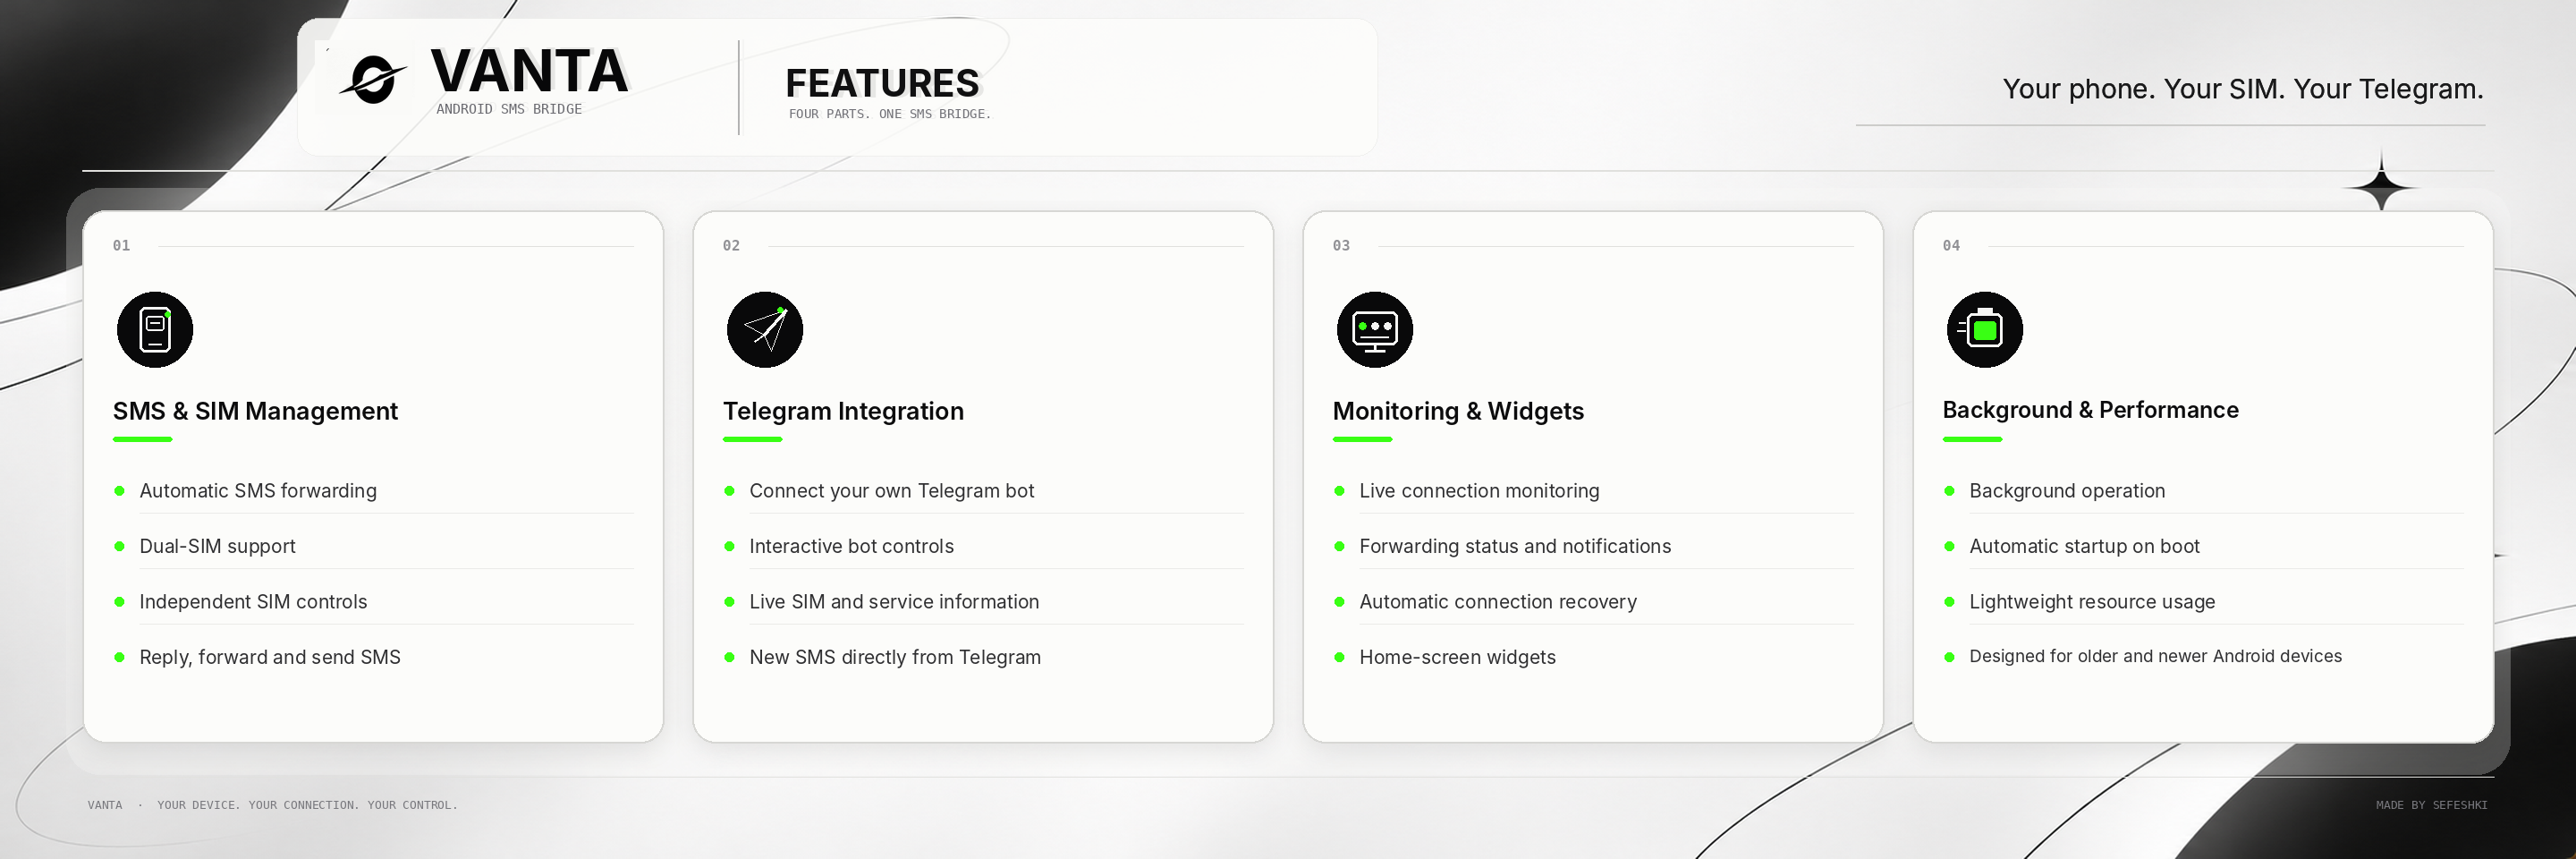 VANTA
ANDROID SMS BRIDGE
FEATURES
FOUR PARTS. ONE SMS BRIDGE.
Your phone. Your SIM. Your Telegram.
01
SMS & SIM Management
Automatic SMS forwarding
Dual-SIM support
Independent SIM controls
Reply, forward and send SMS
02
Telegram Integration
Connect your own Telegram bot
Interactive bot controls
Live SIM and service information
New SMS directly from Telegram
03
Monitoring & Widgets
Live connection monitoring
Forwarding status and notifications
Automatic connection recovery
Home-screen widgets
04
Background & Performance
Background operation
Automatic startup on boot
Lightweight resource usage
Designed for older and newer Android devices
VANTA · YOUR DEVICE. YOUR CONNECTION. YOUR CONTROL.
MADE BY SEFESHKI